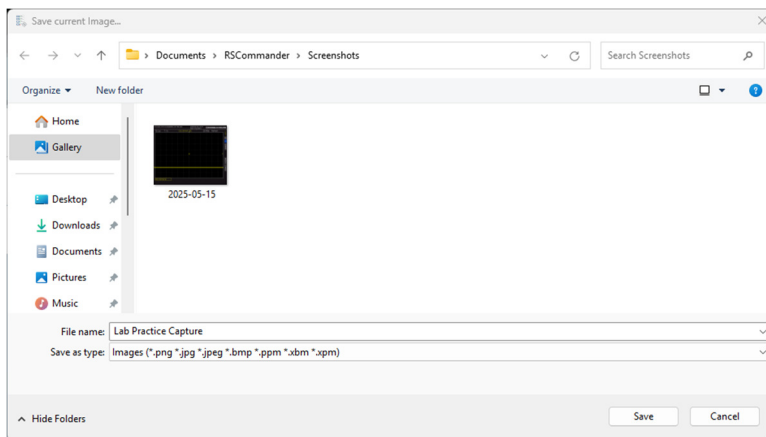 Save current Image...
Documents > RSCommander > Screenshots
Search Screenshots
Organize
New folder
Home
Gallery
Desktop
Downloads
Documents
Pictures
Music
2025-05-15
File name: Lab Practice Capture
Save as type: Images (*.png *.jpg *.jpeg *.bmp *.ppm *.xbm *.xpm)
Hide Folders
Save
Cancel